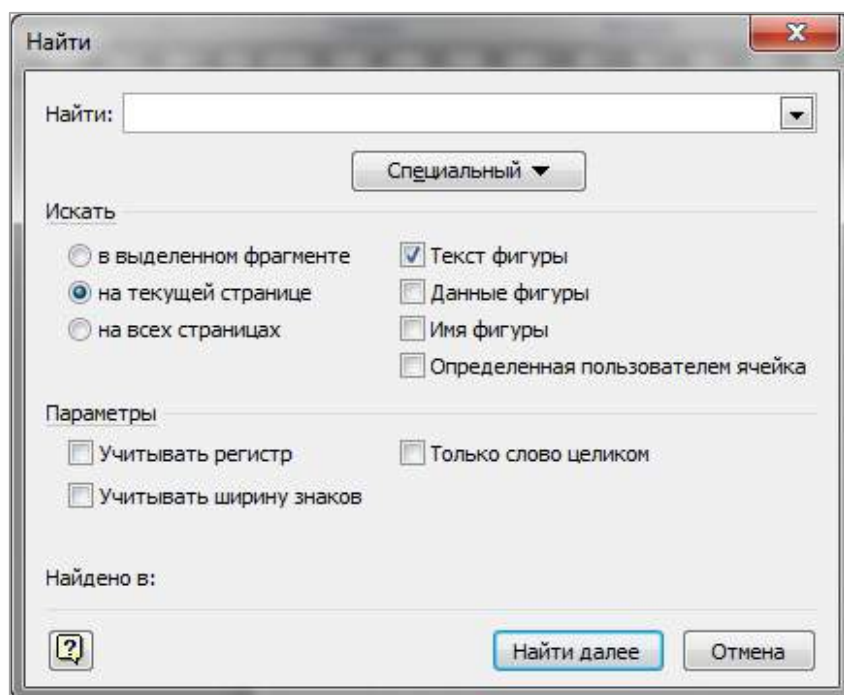 Найти
Найти:
Специальный
Искать
в выделенном фрагменте
Текст фигуры
на текущей странице
Данные фигуры
на всех страницах
Имя фигуры
Определенная пользователем ячейка
Параметры
Учитывать регистр
Только слово целиком
Учитывать ширину знаков
Найдено в:
Найти далее
Отмена